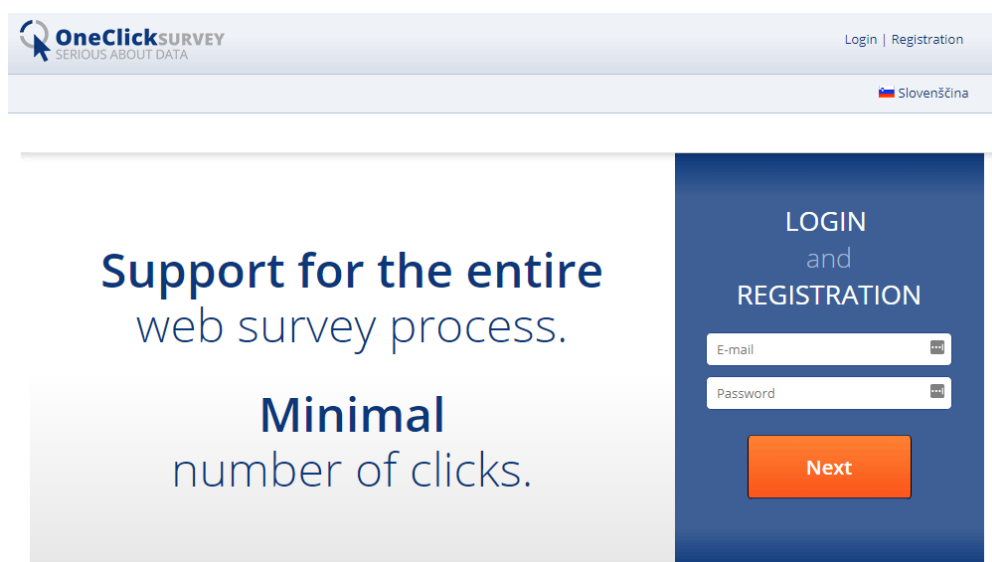 OneClickSURVEY
SERIOUS ABOUT DATA
Login | Registration
Slovenščina
Support for the entire
web survey process.
Minimal
number of clicks.
LOGIN
and
REGISTRATION
E-mail
Password
Next